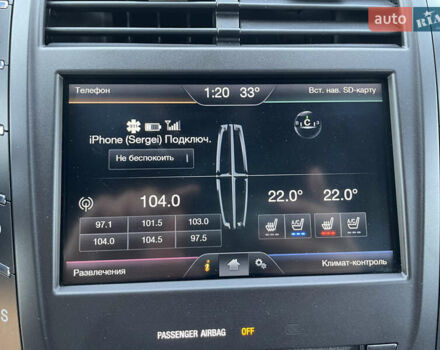 auto RIA
Телефон 1:20 33° Вст. нав. SD-карту
iPhone (Sergei) Подключ.
Не беспокоить
C
104.0
22.0° 22.0°
97.1 101.5 103.0
104.0 104.5 97.5
Развлечения
Климат-контроль
PASSENGER AIRBAG OFF
S